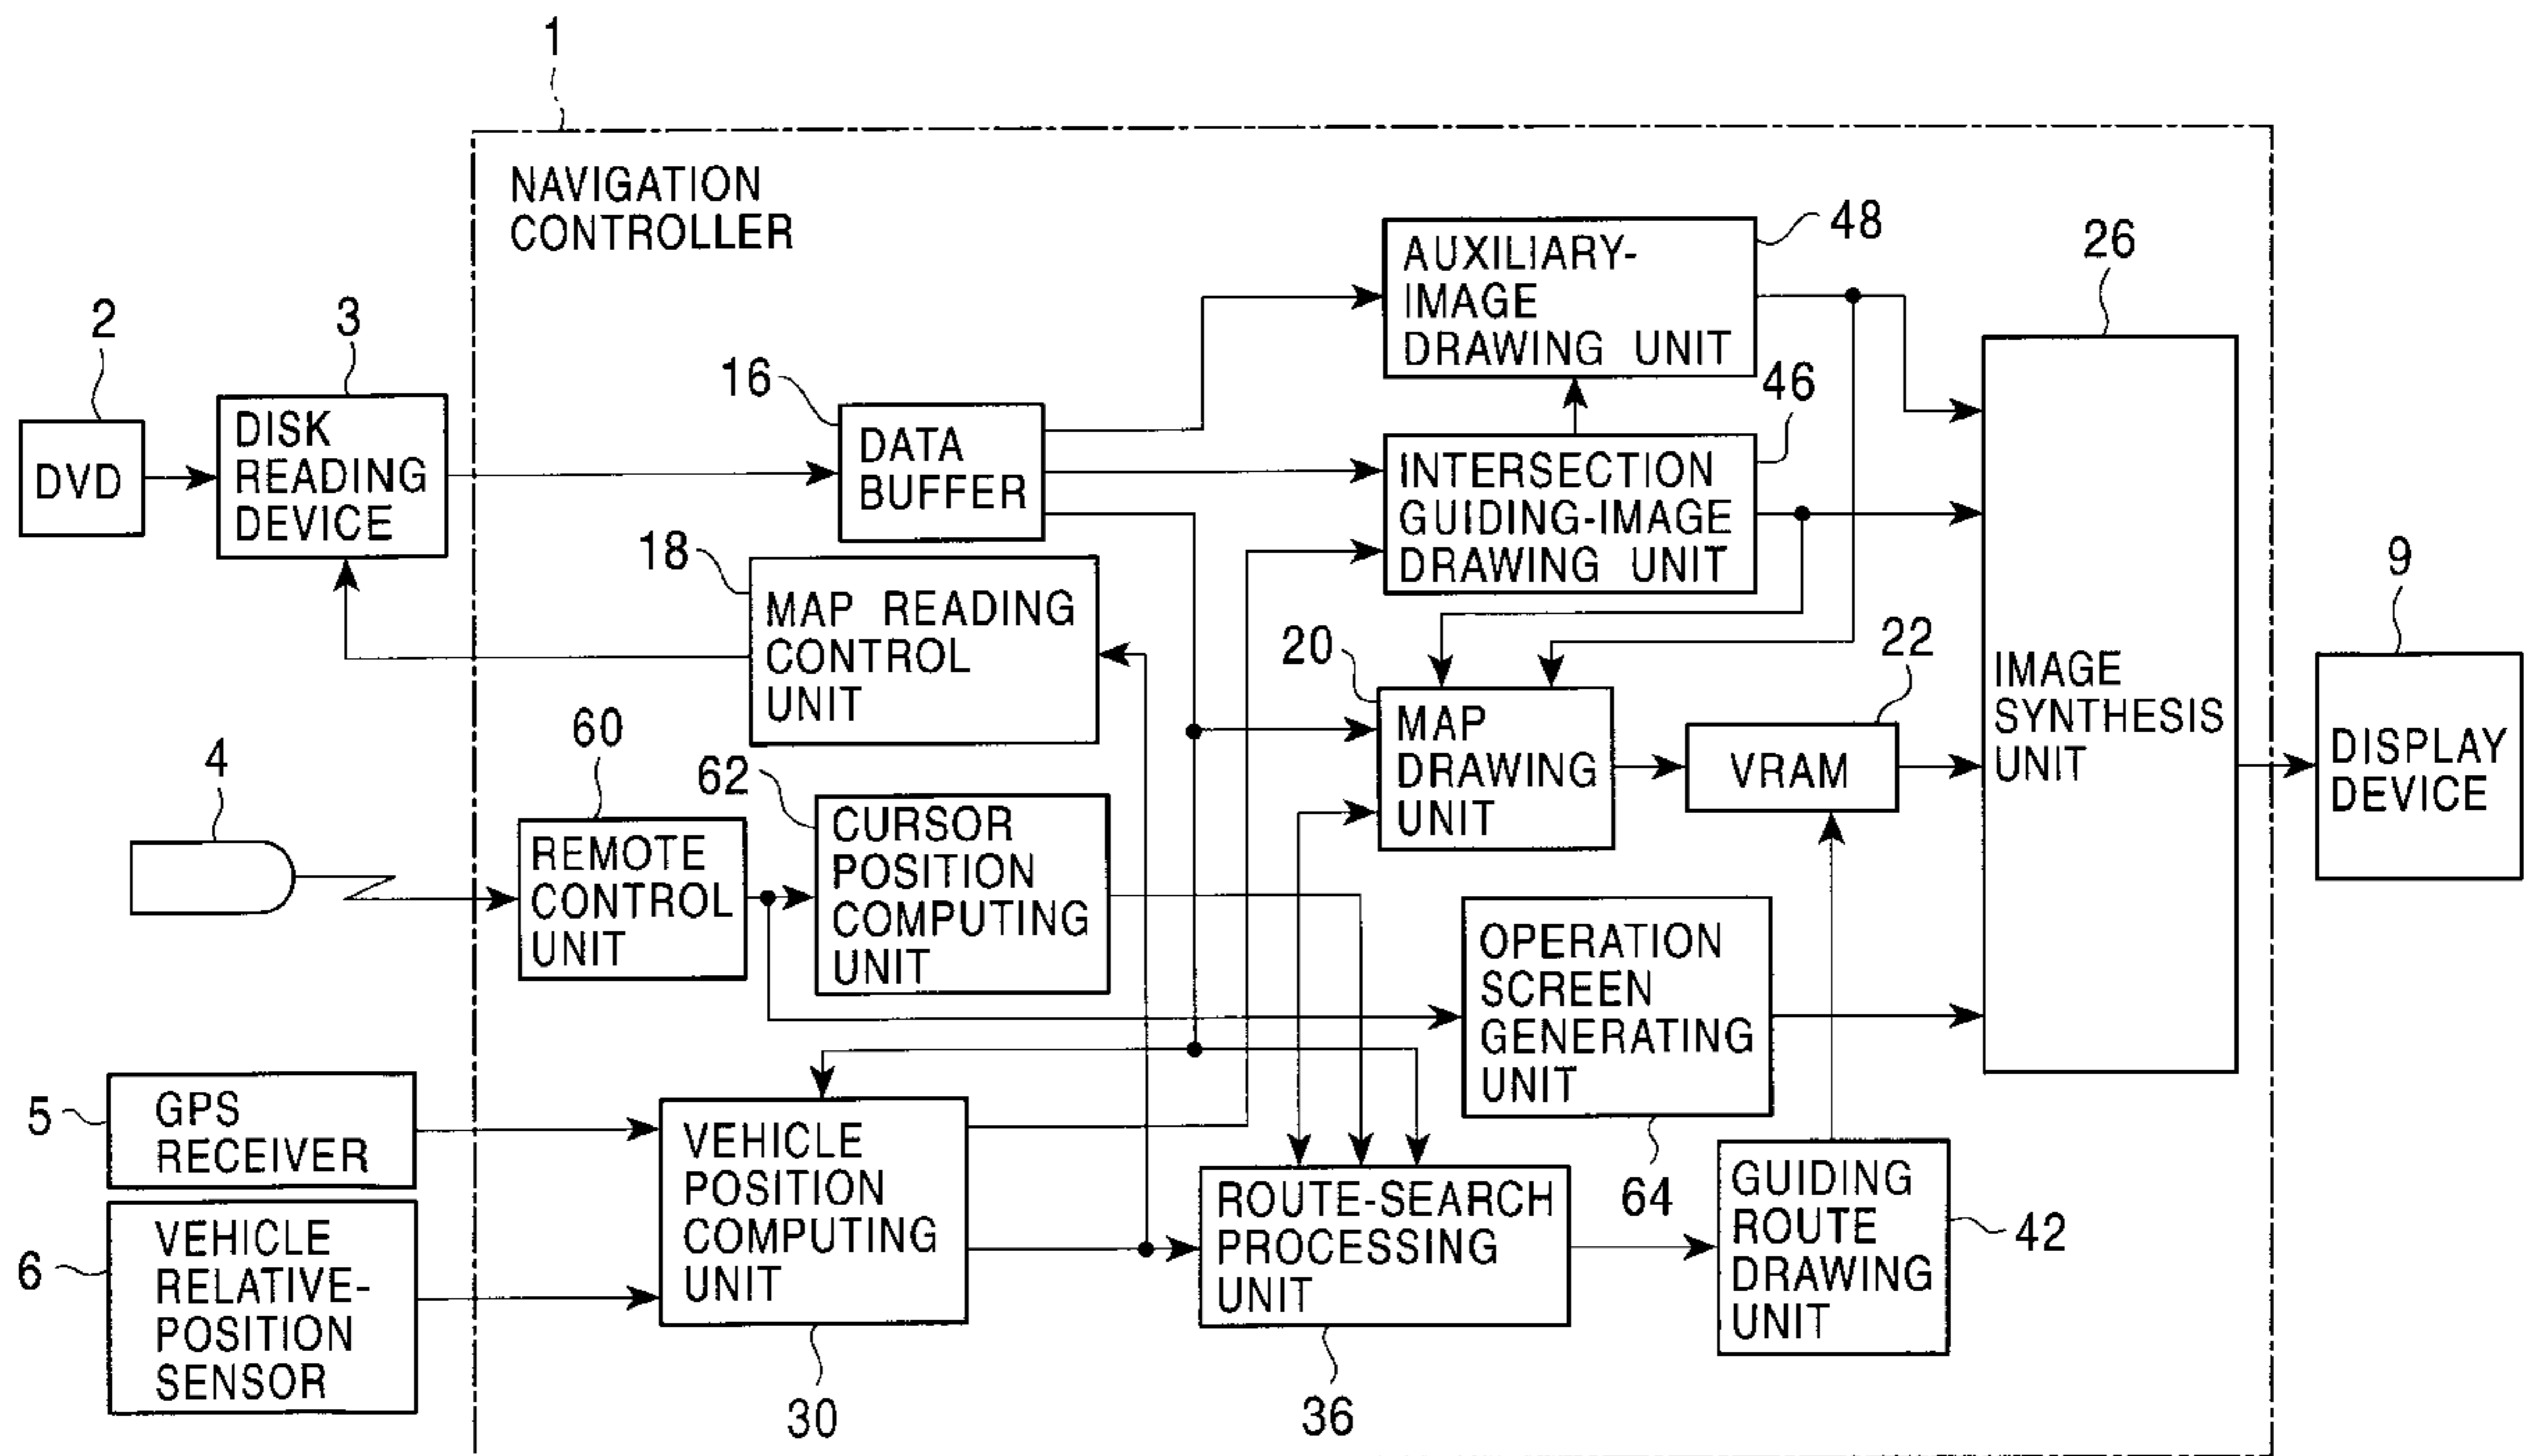 1
NAVIGATION
CONTROLLER
48
AUXILIARY-
IMAGE
DRAWING UNIT
26
2
3
16
46
DVD
DISK
READING
DEVICE
DATA
BUFFER
INTERSECTION
GUIDING-IMAGE
DRAWING UNIT
18
MAP READING
CONTROL
UNIT
9
20
22
60
MAP
DRAWING
UNIT
VRAM
IMAGE
SYNTHESIS
UNIT
DISPLAY
DEVICE
4
62
REMOTE
CONTROL
UNIT
CURSOR
POSITION
COMPUTING
UNIT
OPERATION
SCREEN
GENERATING
UNIT
64
5
GPS
RECEIVER
VEHICLE
POSITION
COMPUTING
UNIT
ROUTE-SEARCH
PROCESSING
UNIT
GUIDING
ROUTE
DRAWING
UNIT
42
6
VEHICLE
RELATIVE-
POSITION
SENSOR
30
36